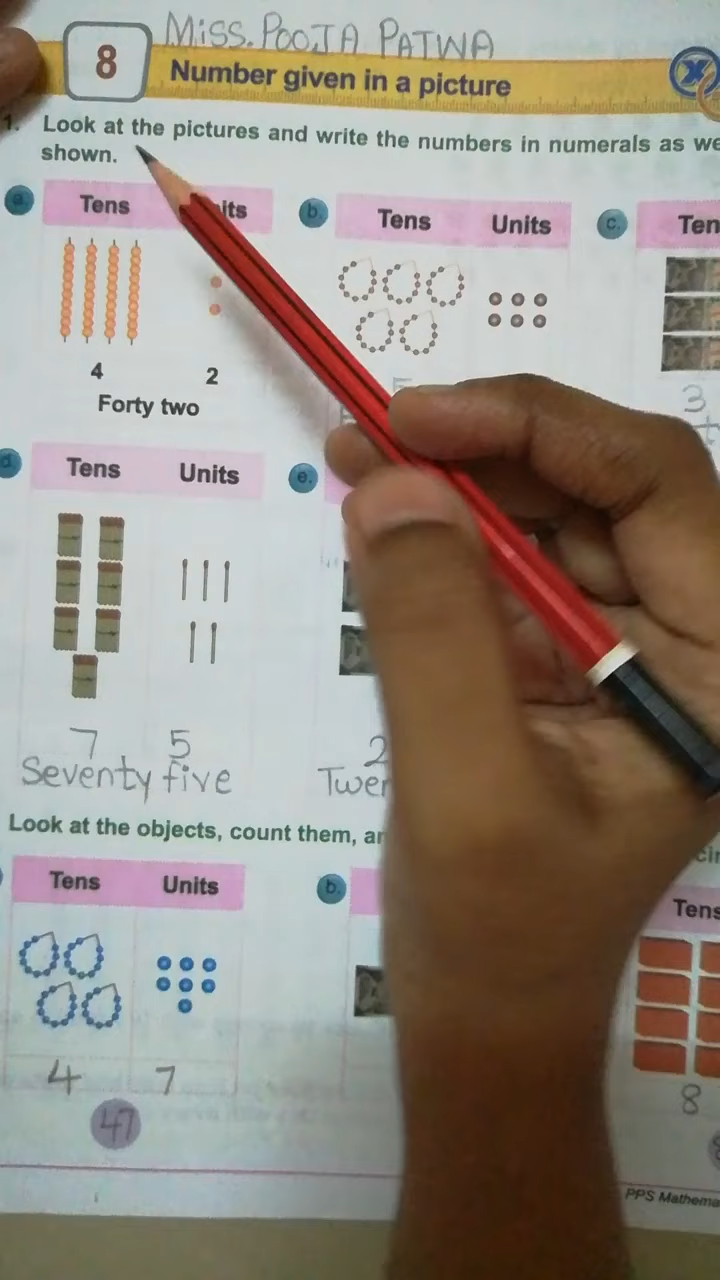 MiSS. POOJA PATWA
8
Number given in a picture
1. Look at the pictures and write the numbers in numerals as we
shown.
a. Tens
b. Tens Units
c. Ten
4 2
Forty two
3
d. Tens Units
e.
7 5
Seventy five
2
Look at the objects, count them,
Tens Units
b.
Tens
4 7
47
8
PPS Mathema